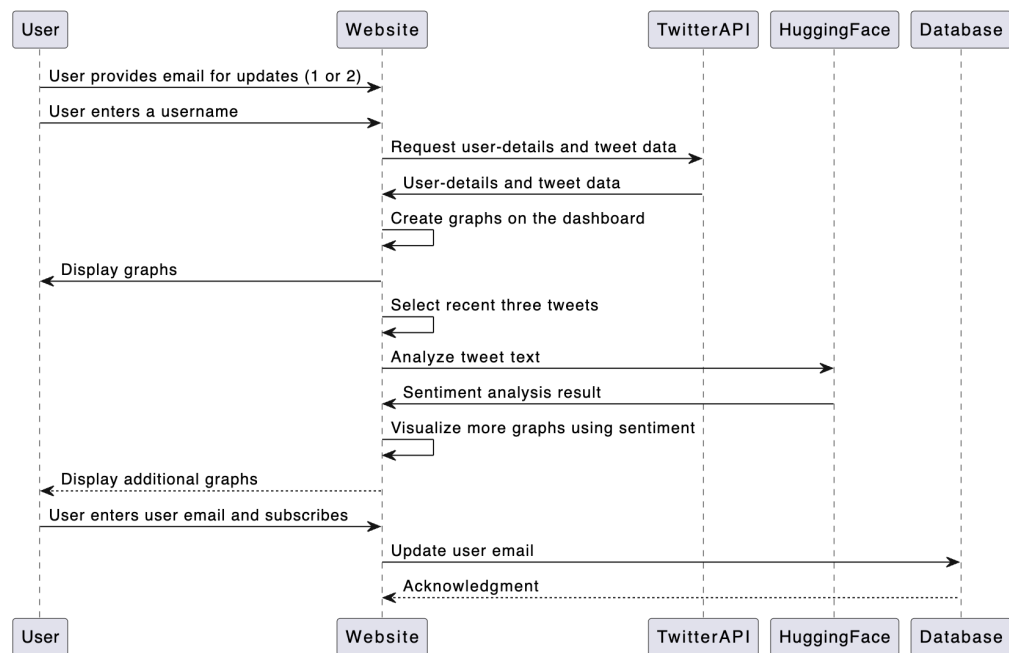 User Website TwitterAPI HuggingFace Database
User provides email for updates (1 or 2)
User enters a username
Request user-details and tweet data
User-details and tweet data
Create graphs on the dashboard
Display graphs
Select recent three tweets
Analyze tweet text
Sentiment analysis result
Visualize more graphs using sentiment
Display additional graphs
User enters user email and subscribes
Update user email
Acknowledgment
User Website TwitterAPI HuggingFace Database